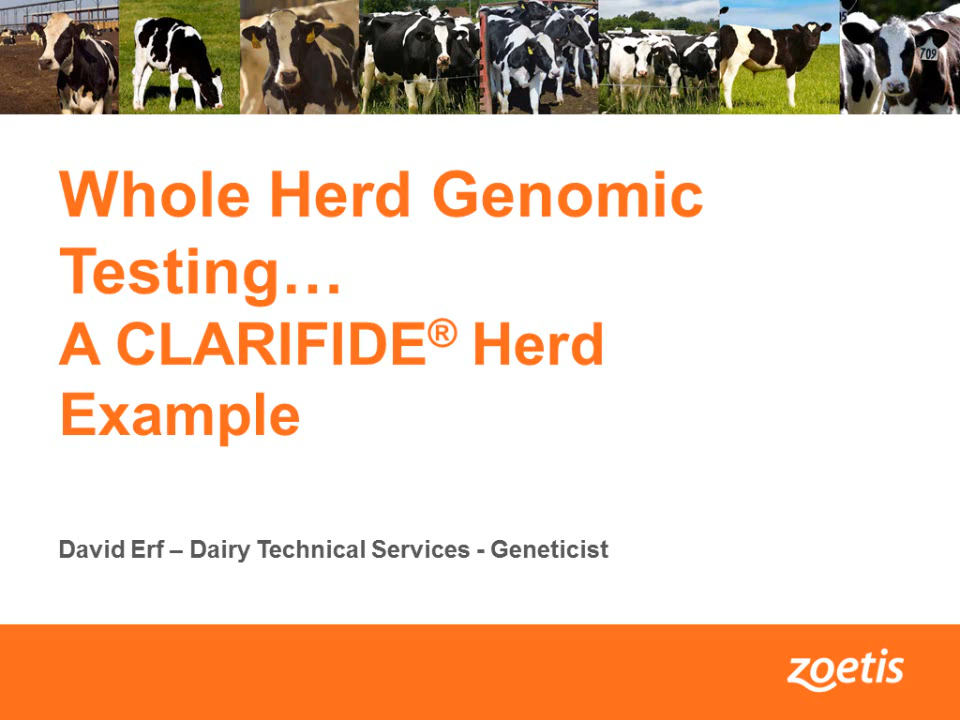 709
Whole Herd Genomic
Testing…
A CLARIFIDE® Herd
Example
David Erf – Dairy Technical Services - Geneticist
zoetis